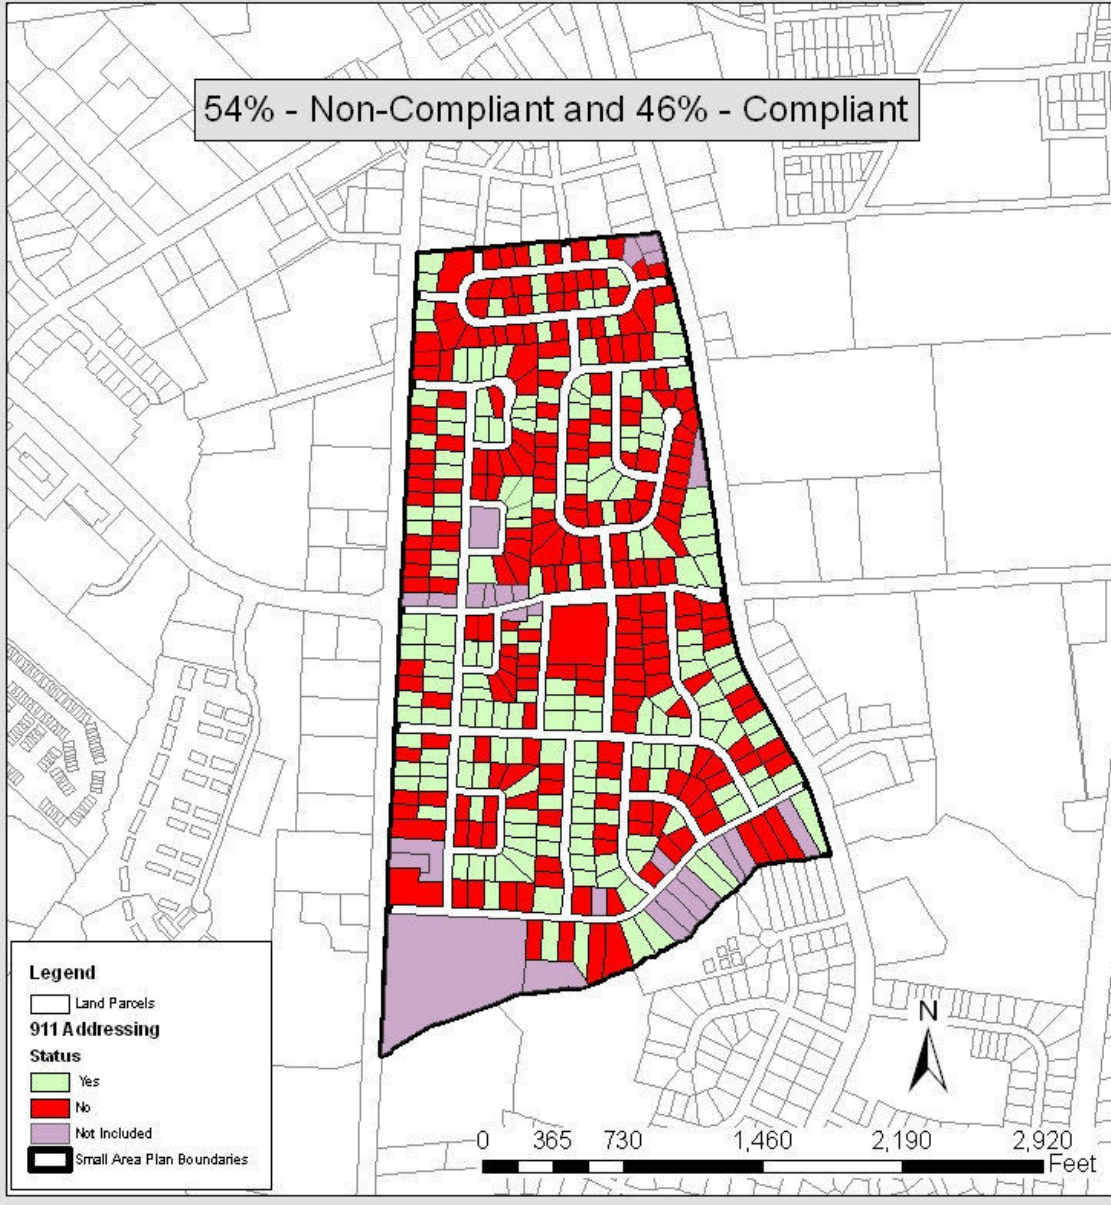 54% - Non-Compliant and 46% - Compliant
Legend
Land Parcels
911 Addressing
Status
Yes
No
Not Included
Small Area Plan Boundaries
N
0 365 730 1,460 2,190 2,920
Feet